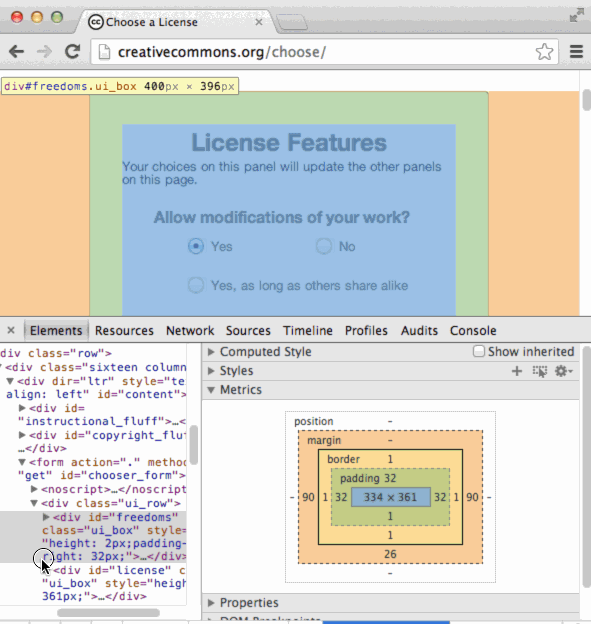 Choose a License
creativecommons.org/choose/
div#freedoms.ui_box 400px × 396px
License Features
Your choices on this panel will update the other panels
on this page.
Allow modifications of your work?
Yes
No
Yes, as long as others share alike
× Elements Resources Network Sources Timeline Profiles Audits Console
div class="row">
<div class="sixteen column
<div dir="ltr" style="te
align: left" id="content">
<div id=
"instructional_fluff">…<
<div id="copyright_flu
…</div>
<form action="." metho
"get" id="chooser_form">
<noscript>…</noscript
<div class="ui_row">
<div id="freedoms"
class="ui_box" style=
"height: 2px;padding-
right: 32px;">…</div>
<div id="license" c
"ui_box" style="heigh
361px;">…</div>
Computed Style
Show inherited
Styles
Metrics
position -
margin -
border 1
padding 32
- 90 1 32 334 × 361 32 1 90 -
1
1
26
-
Properties
DOM Breakpoints